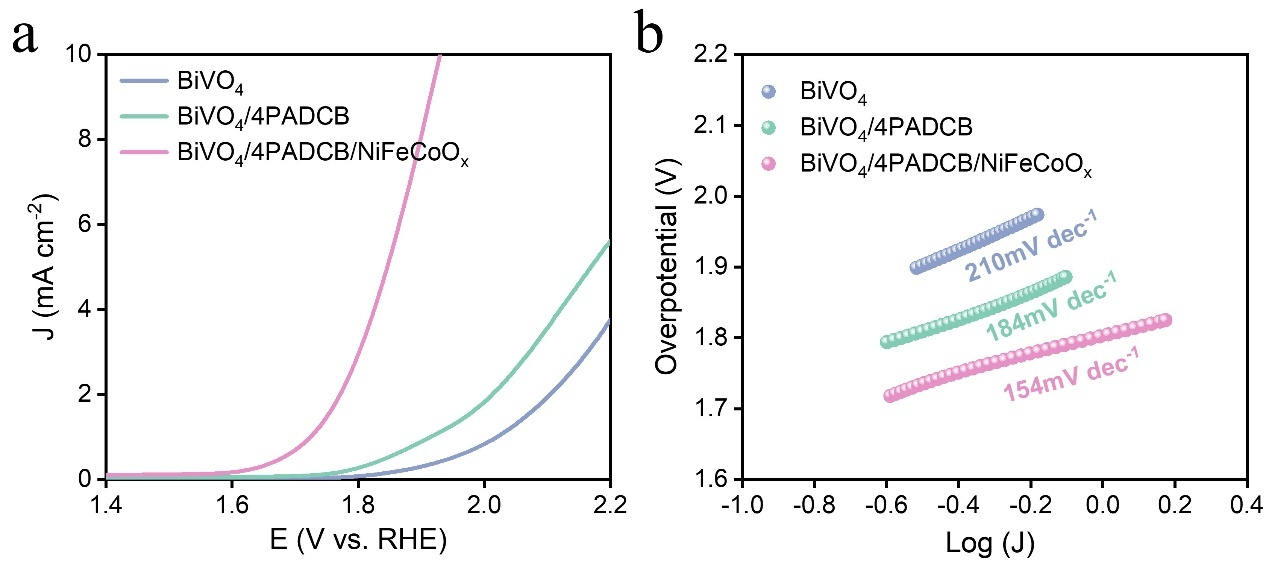 a
10
8
6
4
2
0
J (mA cm⁻²)
BiVO₄
BiVO₄/4PADCB
BiVO₄/4PADCB/NiFeCoOₓ
1.4 1.6 1.8 2.0 2.2
E (V vs. RHE)
b
2.2
2.1
2.0
1.9
1.8
1.7
1.6
Overpotential (V)
BiVO₄
BiVO₄/4PADCB
BiVO₄/4PADCB/NiFeCoOₓ
210mV dec⁻¹
184mV dec⁻¹
154mV dec⁻¹
-1.0 -0.8 -0.6 -0.4 -0.2 0.0 0.2 0.4
Log (J)